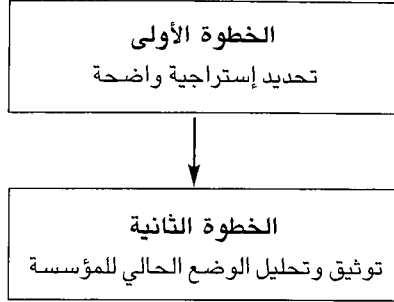 الخطوة الأولى
تحديد إستراجية واضحة
الخطوة الثانية
توثيق وتحليل الوضع الحالي للمؤسسة